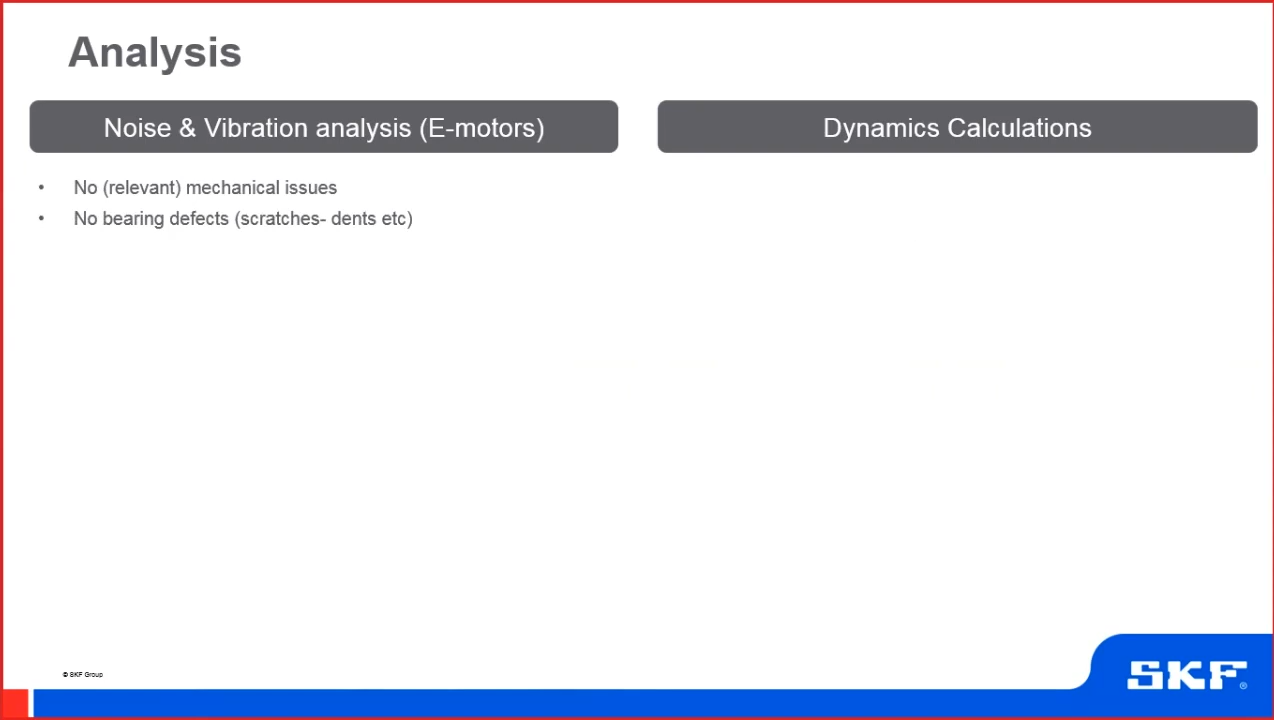 Analysis
Noise & Vibration analysis (E-motors)
Dynamics Calculations
• No (relevant) mechanical issues
• No bearing defects (scratches- dents etc)
© SKF Group
SKF®